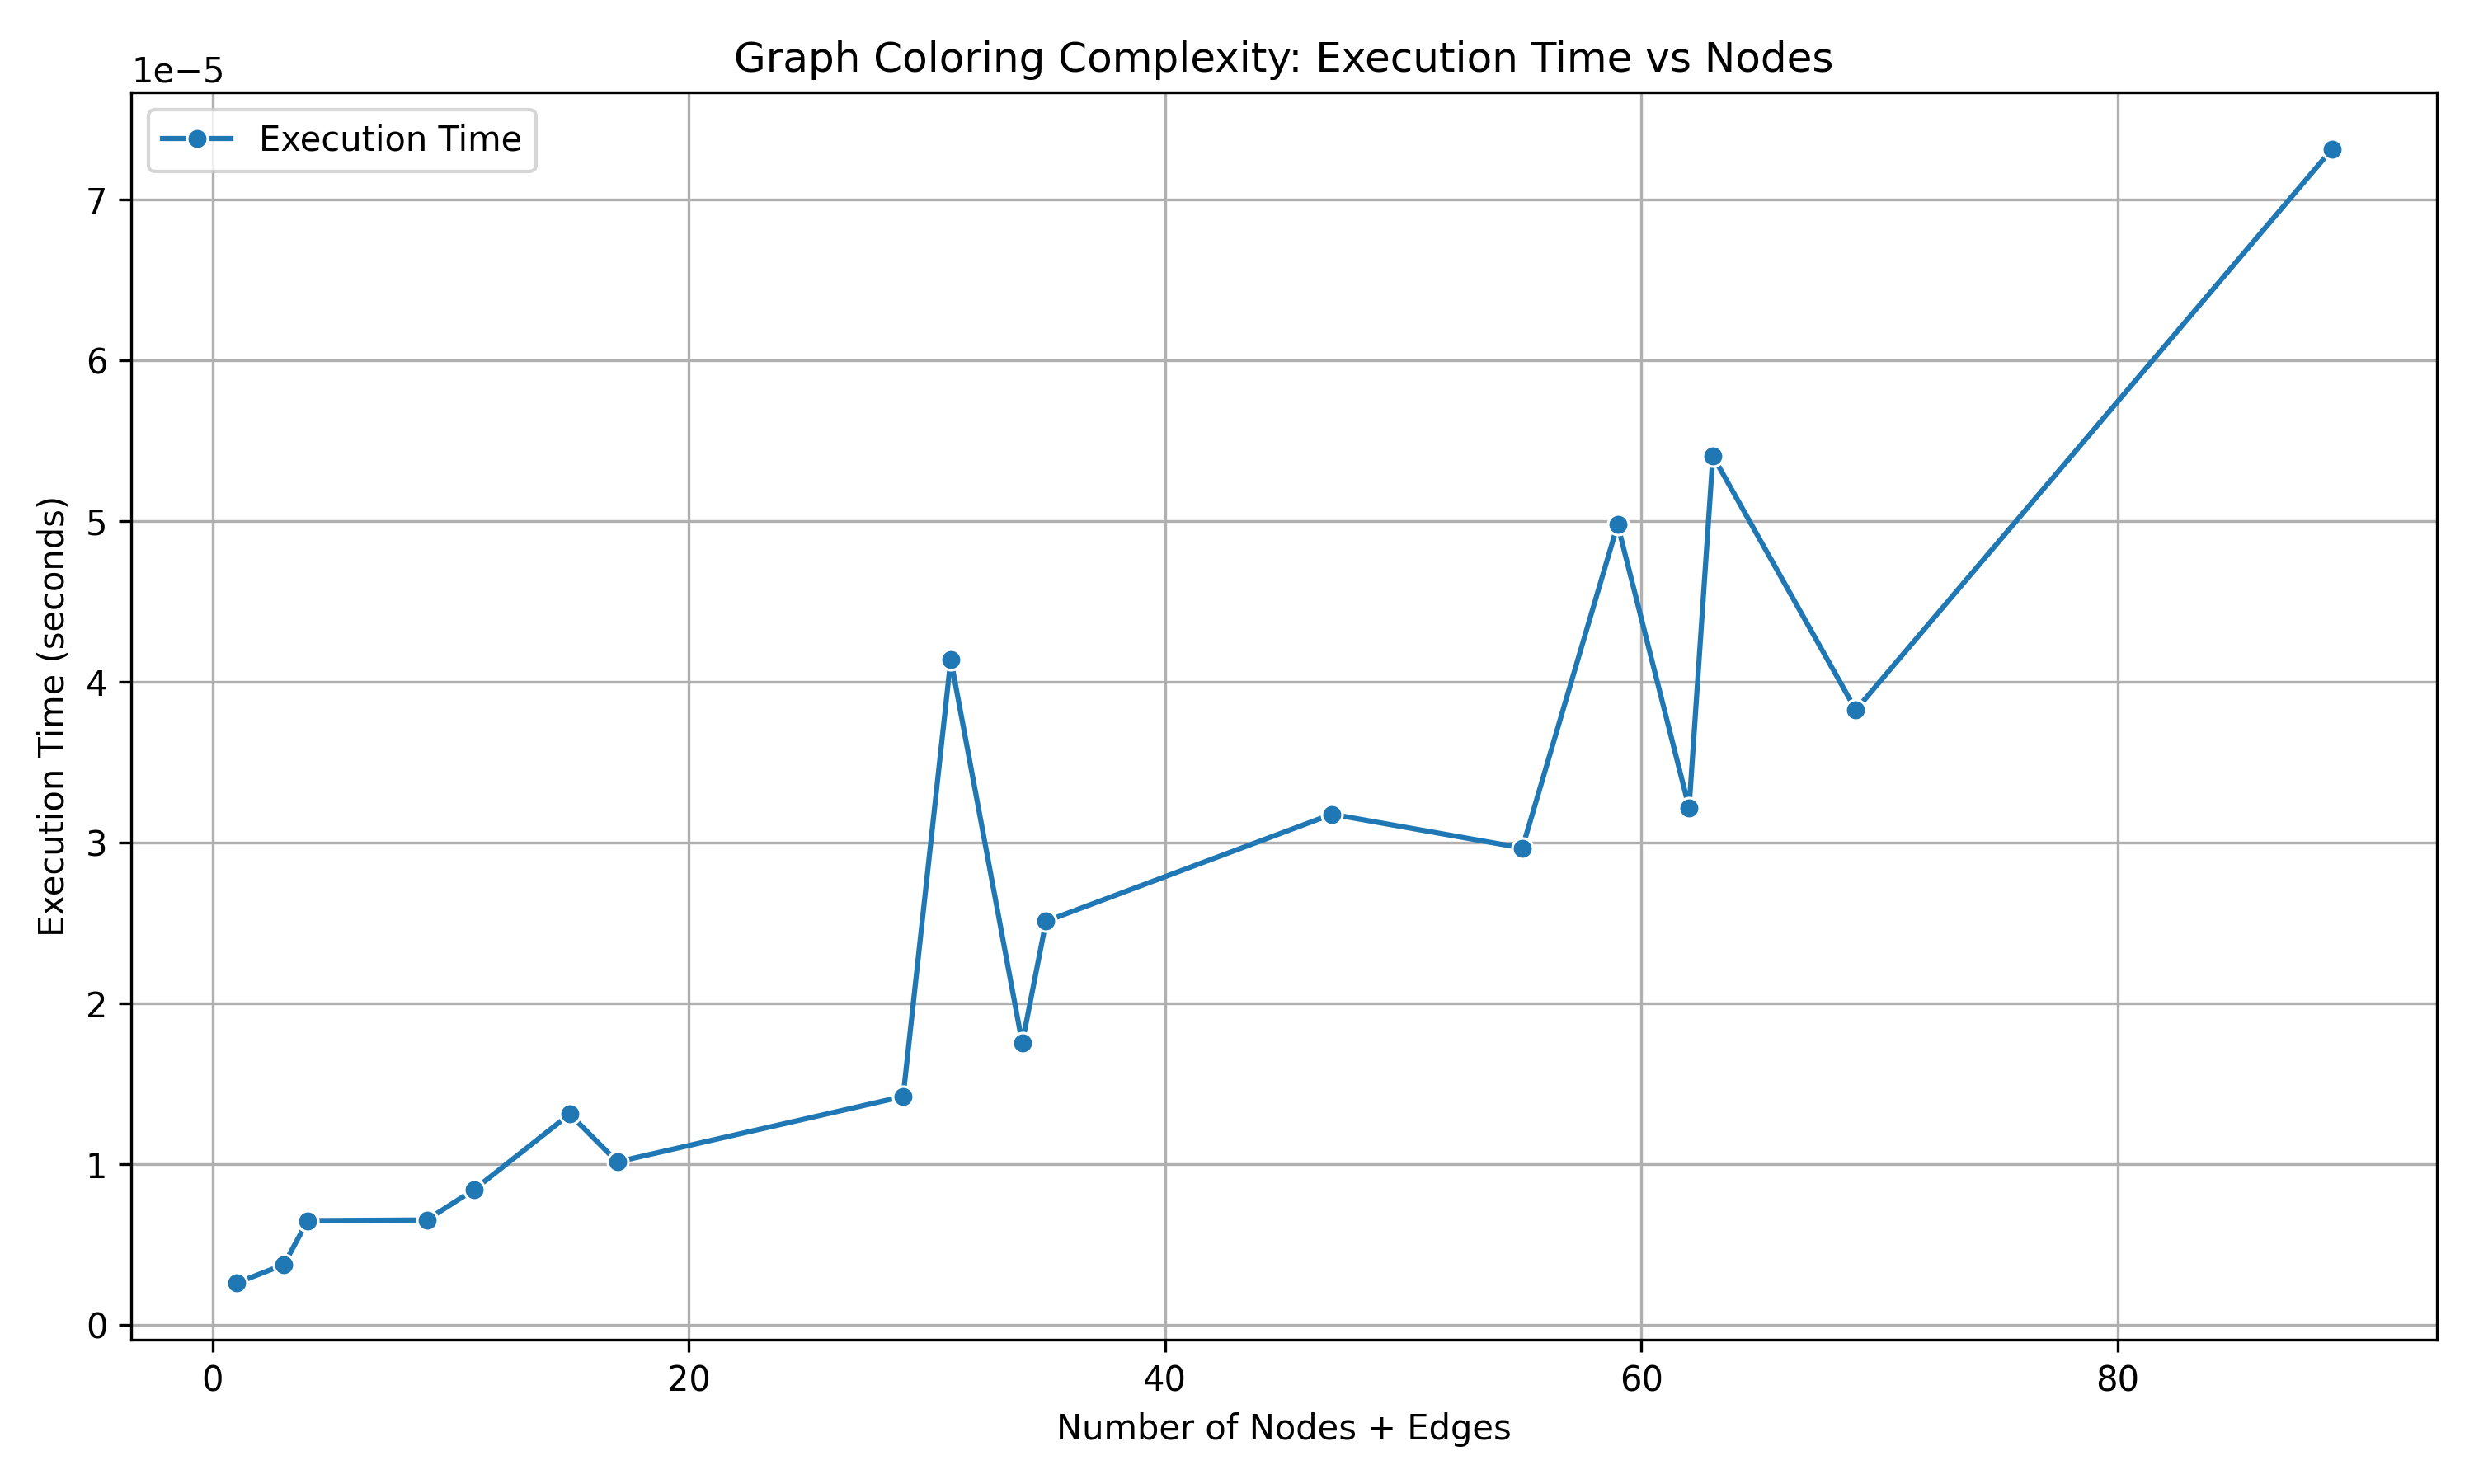 Graph Coloring Complexity: Execution Time vs Nodes
1e−5
Execution Time
7
6
5
4
3
2
1
0
Execution Time (seconds)
0 20 40 60 80
Number of Nodes + Edges